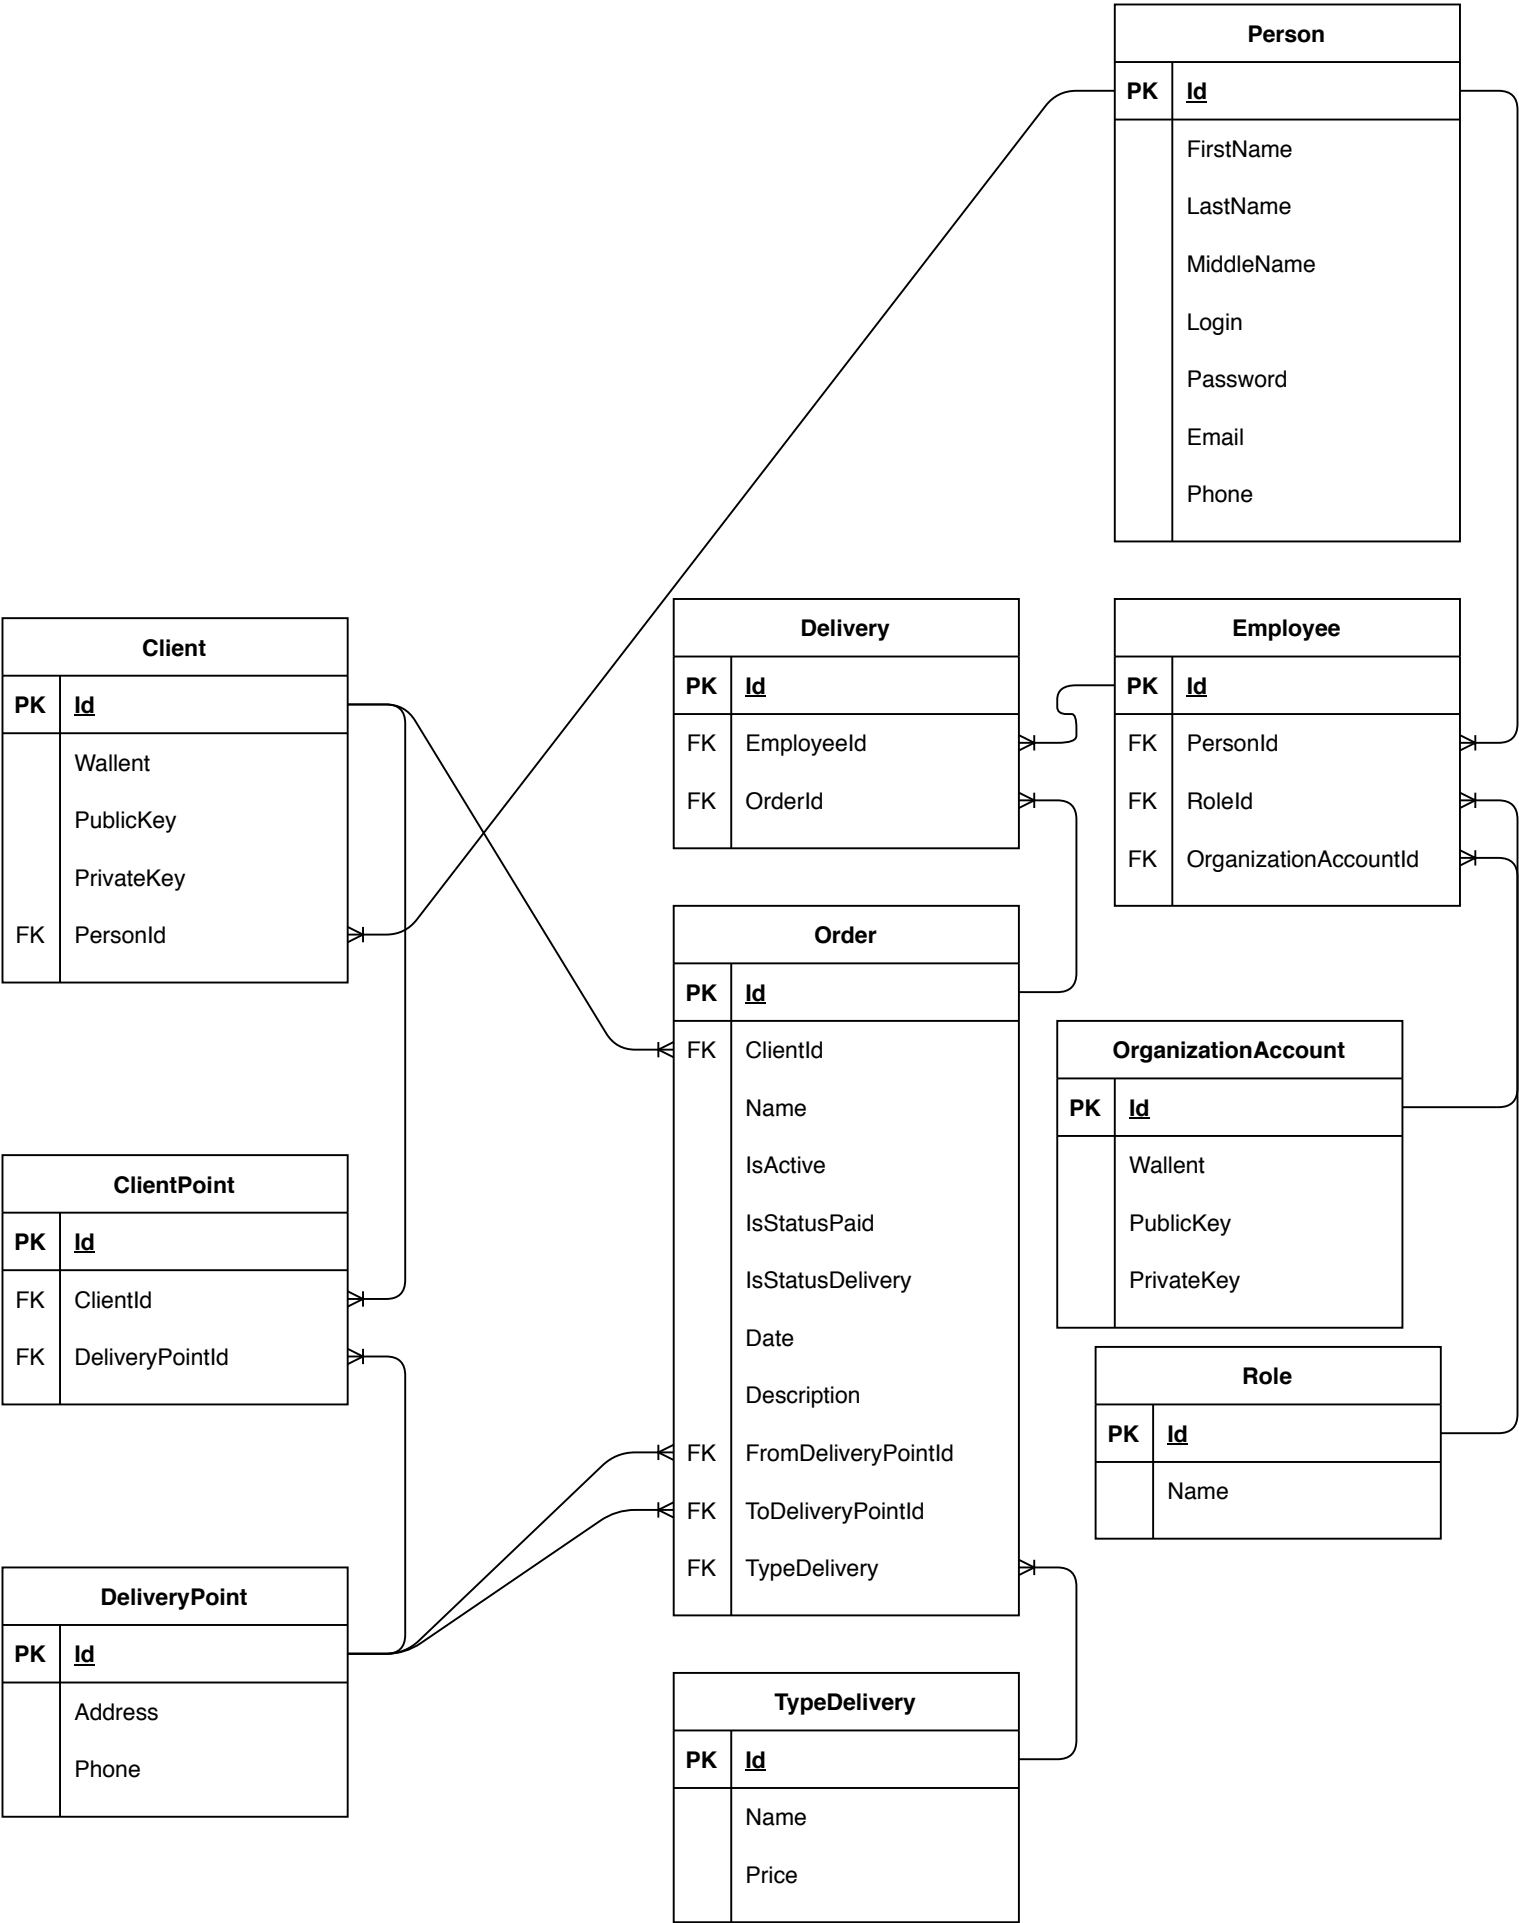 Person
PK Id
FirstName
LastName
MiddleName
Login
Password
Email
Phone
Client
PK Id
Wallent
PublicKey
PrivateKey
FK PersonId
Delivery
PK Id
FK EmployeeId
FK OrderId
Employee
PK Id
FK PersonId
FK RoleId
FK OrganizationAccountId
Order
PK Id
FK ClientId
Name
IsActive
IsStatusPaid
IsStatusDelivery
Date
Description
FK FromDeliveryPointId
FK ToDeliveryPointId
FK TypeDelivery
OrganizationAccount
PK Id
Wallent
PublicKey
PrivateKey
ClientPoint
PK Id
FK ClientId
FK DeliveryPointId
Role
PK Id
Name
DeliveryPoint
PK Id
Address
Phone
TypeDelivery
PK Id
Name
Price